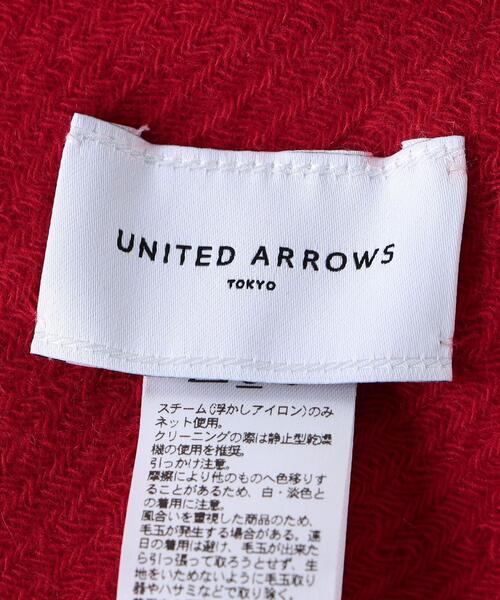 UNITED ARROWS
TOKYO
スチーム(浮かしアイロン)のみ
ネット使用。
クリーニングの際は静止型乾燥
機の使用を推奨。
引っかけ注意。
摩擦により他のものへ色移りす
ることがあるため、白・淡色と
の着用に注意。
風合いを重視した商品のため、
毛玉が発生する場合がある。連
日の着用は避け、毛玉が出来た
ら引っ張って取ろうとせず、生
地をいためないように毛玉取り
器やハサミなどで取り除く。